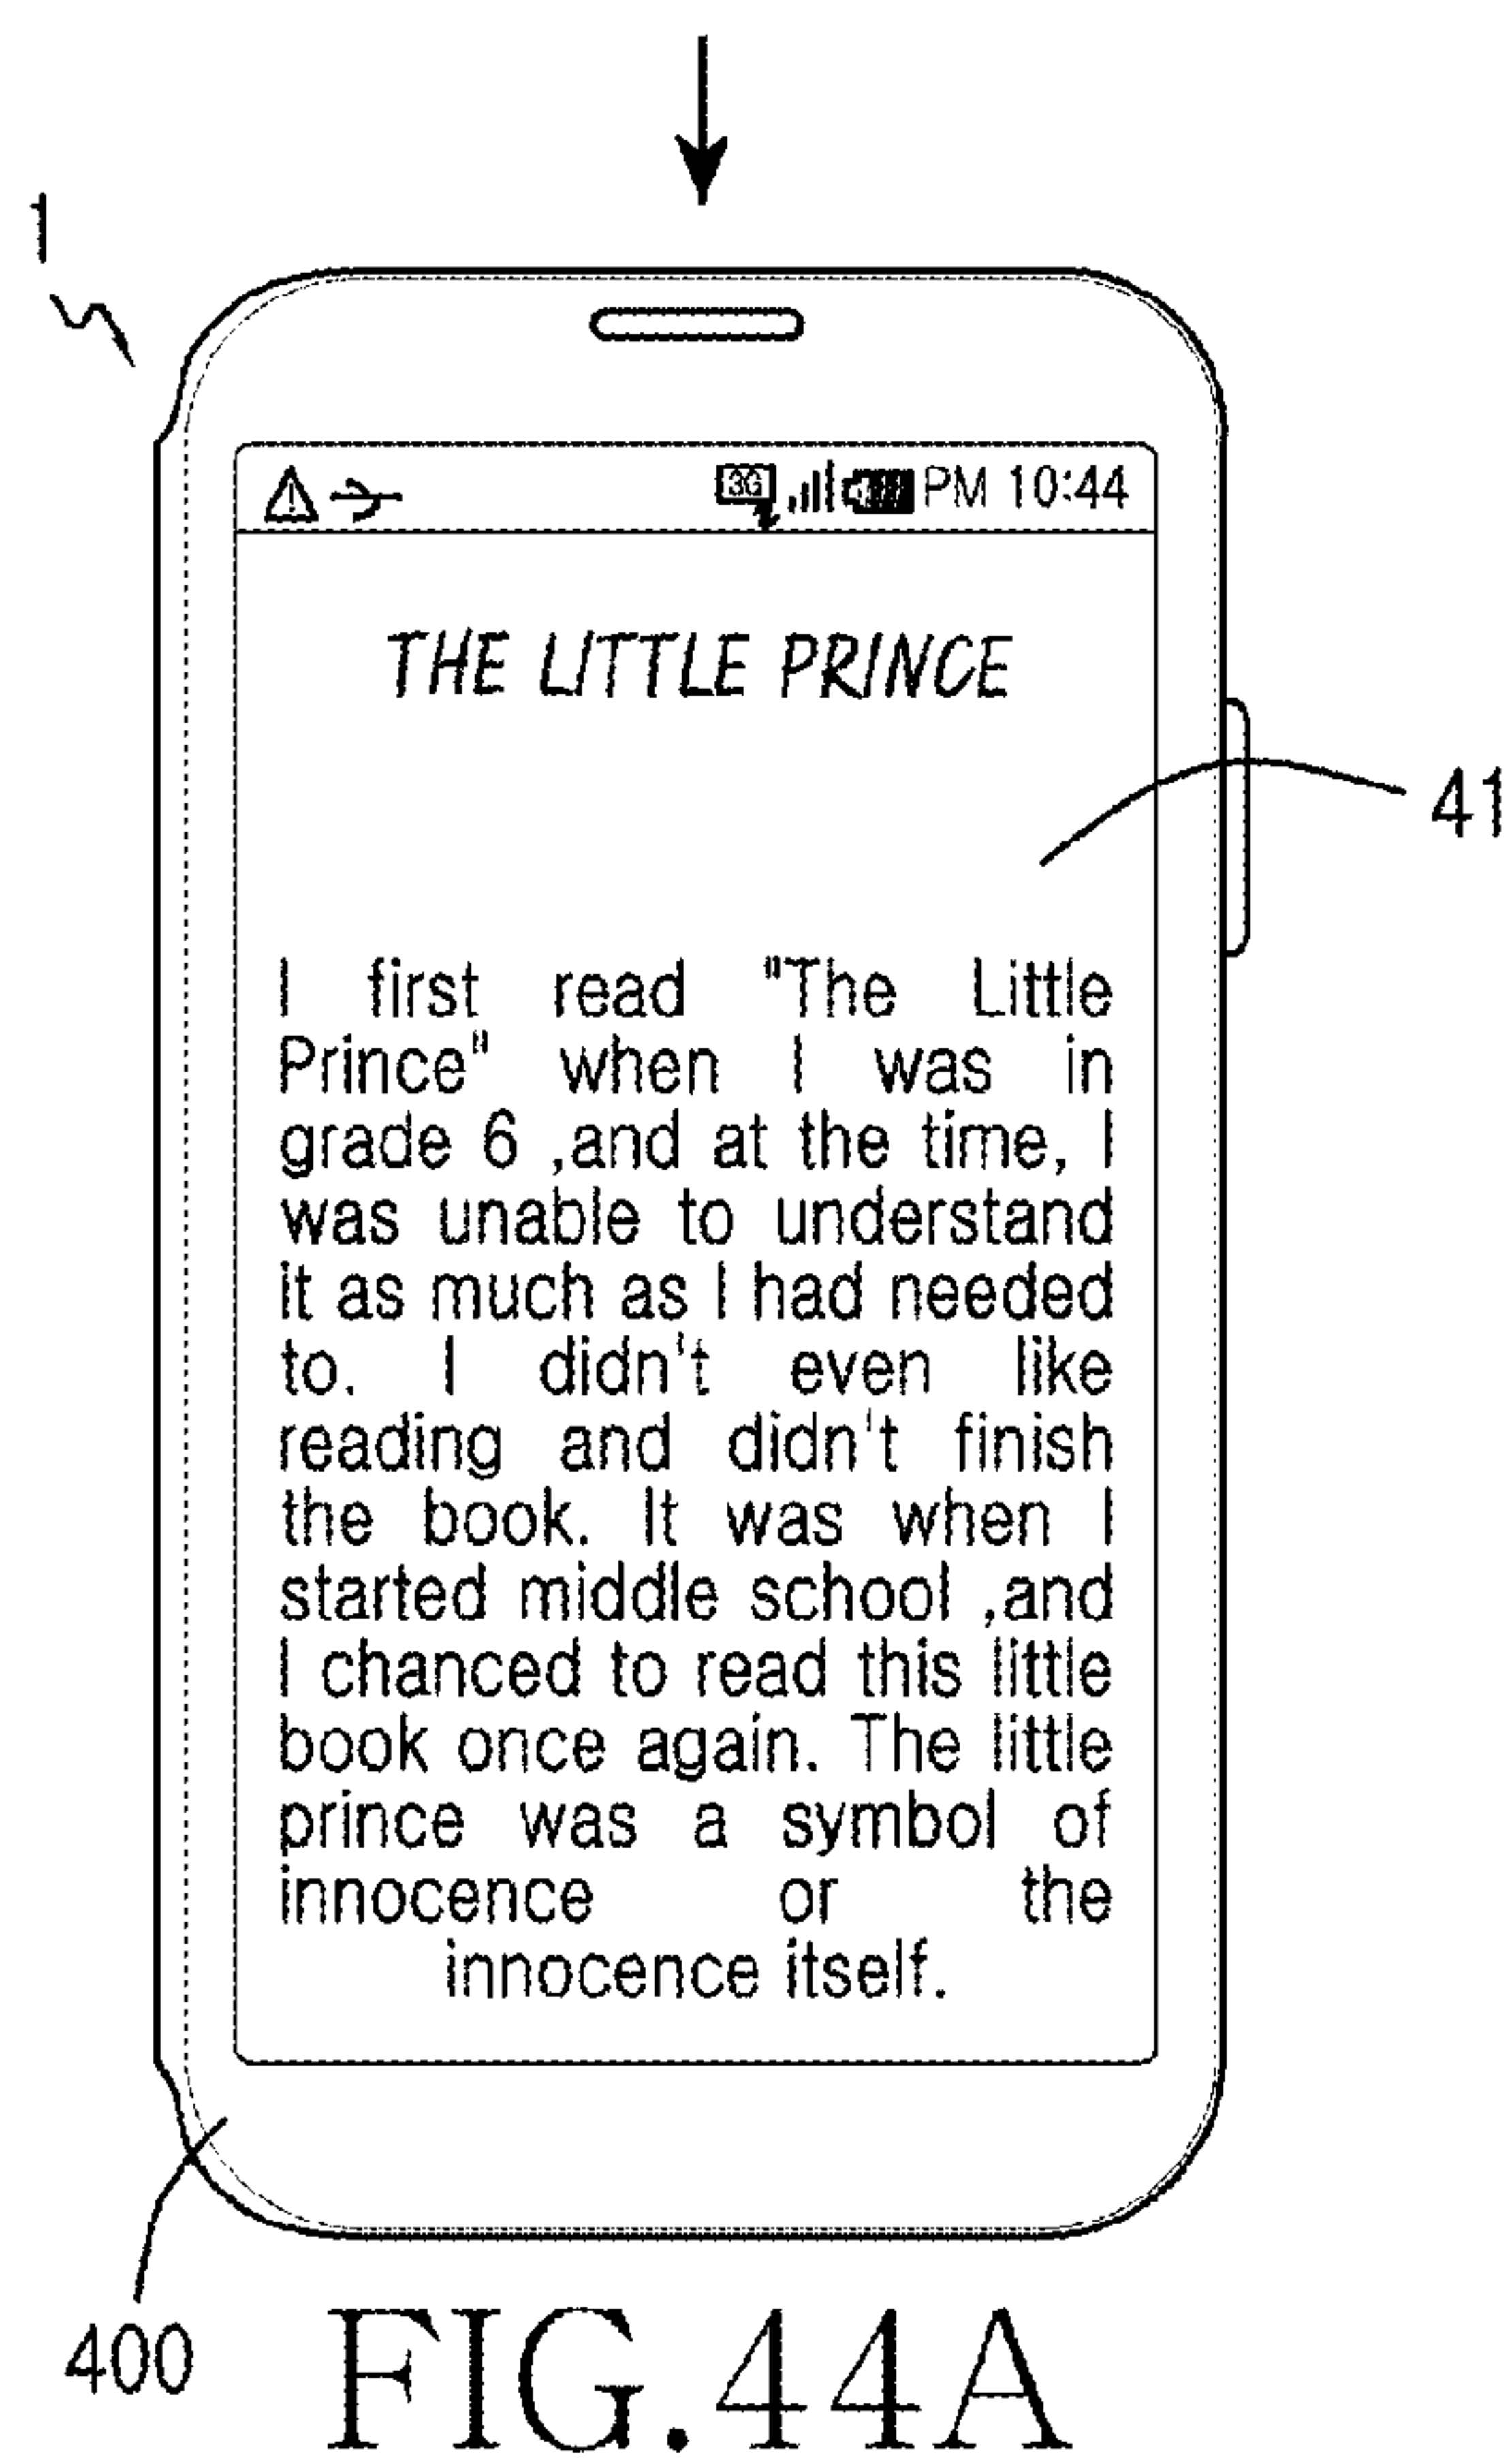 1
3G PM 10:44
THE LITTLE PRINCE
41
I first read "The Little
Prince" when I was in
grade 6 ,and at the time, I
was unable to understand
it as much as I had needed
to. I didn't even like
reading and didn't finish
the book. It was when I
started middle school ,and
I chanced to read this little
book once again. The little
prince was a symbol of
innocence or the
innocence itself.
400
FIG.44A